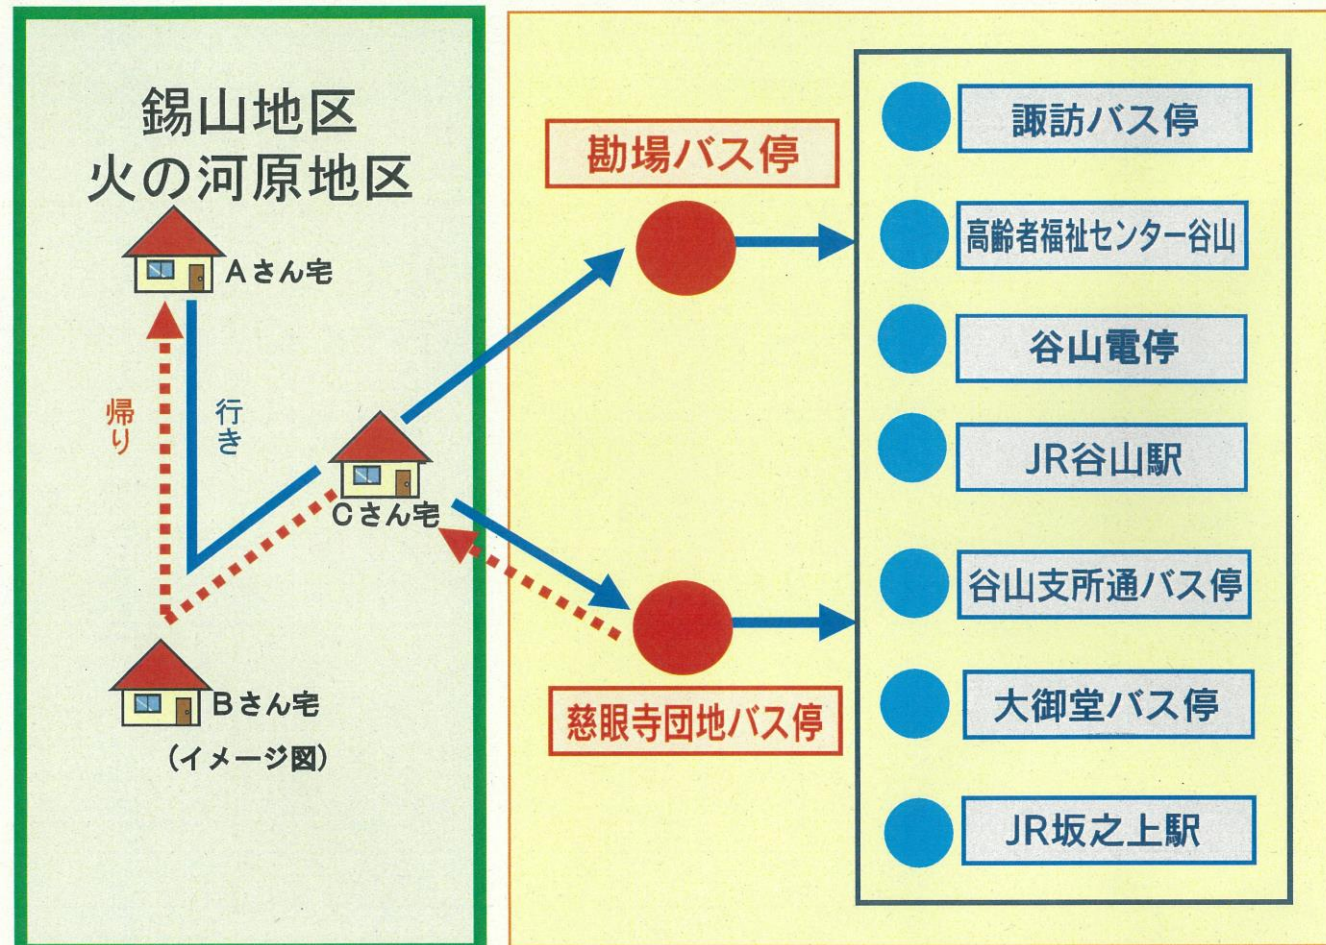 錫山地区
火の河原地区
Aさん宅
帰り
行き
Cさん宅
Bさん宅
(イメージ図)
勘場バス停
慈眼寺団地バス停
諏訪バス停
高齢者福祉センター谷山
谷山電停
JR谷山駅
谷山支所通バス停
大御堂バス停
JR坂之上駅